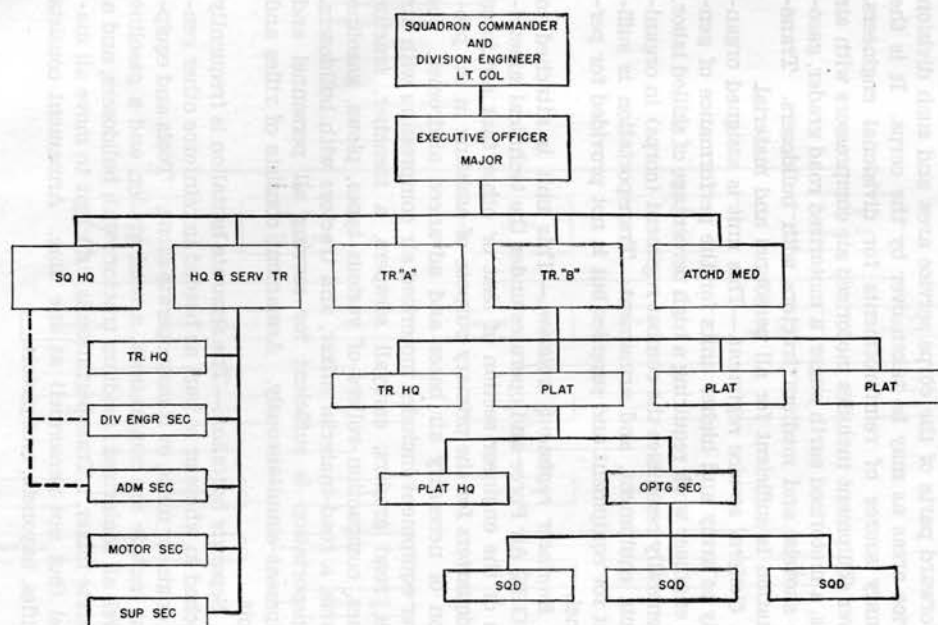 SQUADRON COMMANDER
AND
DIVISION ENGINEER
LT. COL
EXECUTIVE OFFICER
MAJOR
SQ HQ
HQ & SERV TR
TR. "A"
TR. "B"
ATCHD MED
TR. HQ
DIV ENGR SEC
ADM SEC
MOTOR SEC
SUP SEC
TR. HQ
PLAT
PLAT
PLAT
PLAT HQ
OPTG SEC
SQD
SQD
SQD